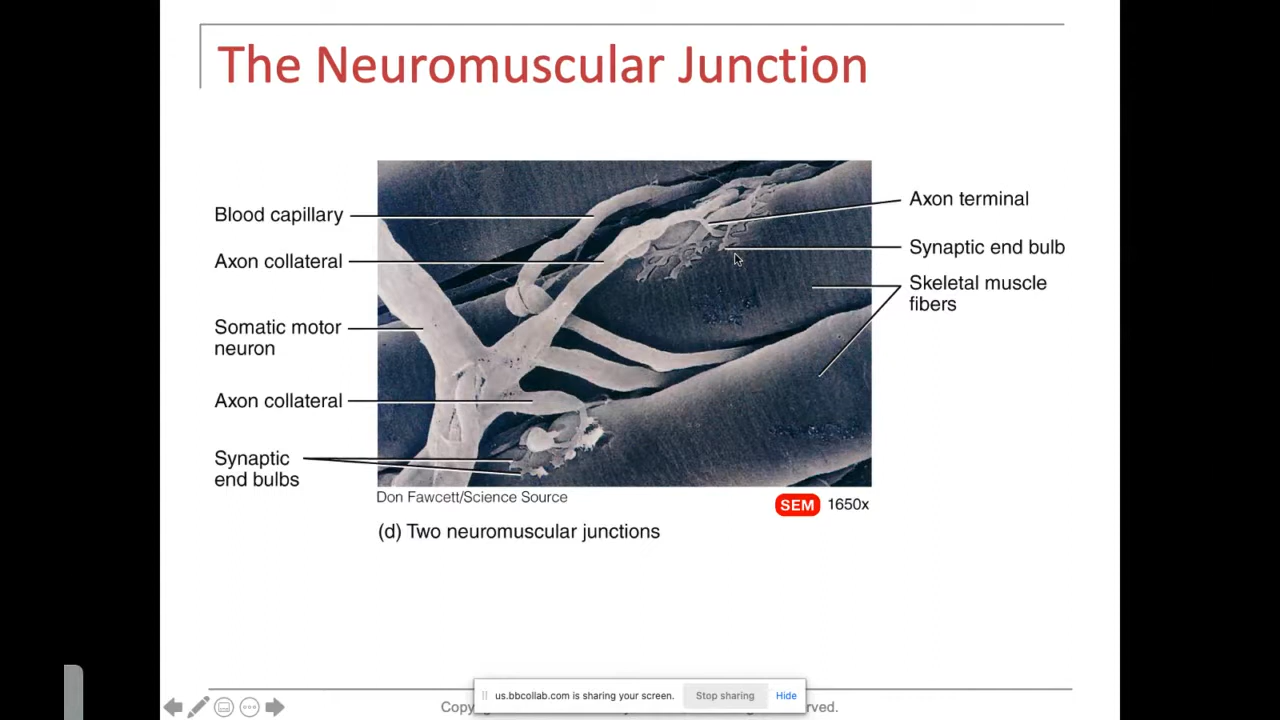 The Neuromuscular Junction
Blood capillary
Axon collateral
Somatic motor
neuron
Axon collateral
Synaptic
end bulbs
Axon terminal
Synaptic end bulb
Skeletal muscle
fibers
Don Fawcett/Science Source
SEM 1650x
(d) Two neuromuscular junctions
us.bbcollab.com is sharing your screen. Stop sharing Hide